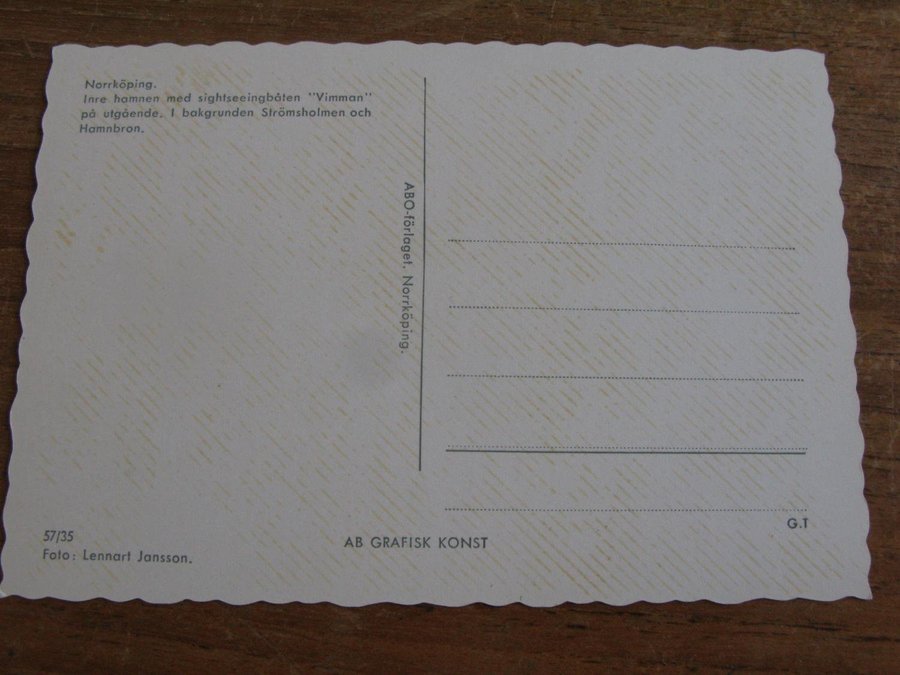 Norrköping.
Inre hamnen med sightseeingbåten "Vimman"
på utgående. I bakgrunden Strömsholmen och
Hamnbron.
ABO-förlaget. Norrköping.
57/35
Foto: Lennart Jansson.
AB GRAFISK KONST
G.T